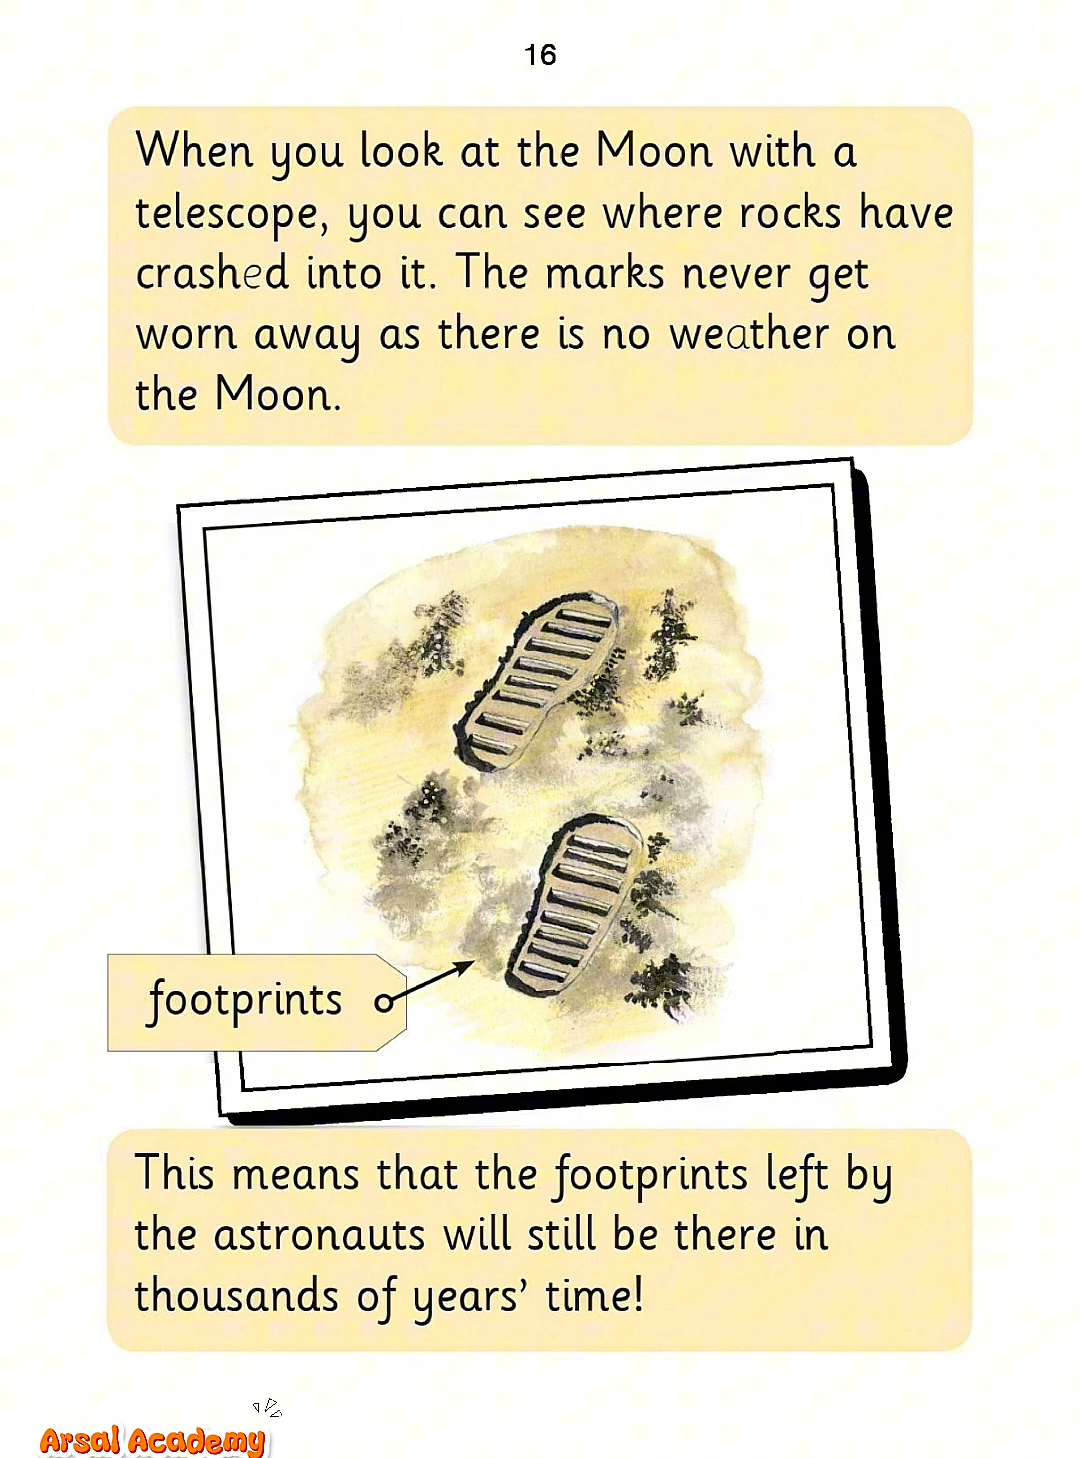 16
When you look at the Moon with a
telescope, you can see where rocks have
crashed into it. The marks never get
worn away as there is no weather on
the Moon.
footprints
This means that the footprints left by
the astronauts will still be there in
thousands of years’ time!
Arsal Academy